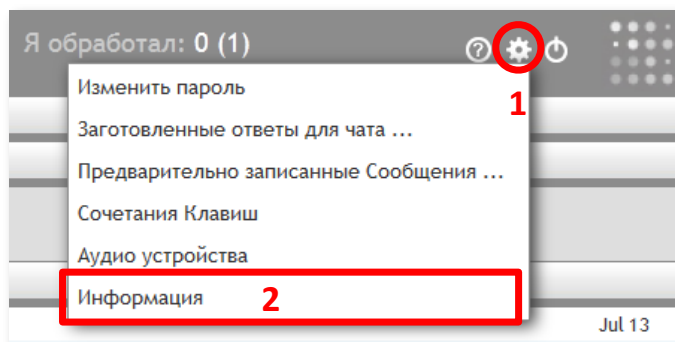 Я обработал: 0 (1)
1
Изменить пароль
Заготовленные ответы для чата ...
Предварительно записанные Сообщения ...
Сочетания Клавиш
Аудио устройства
Информация 2
Jul 13